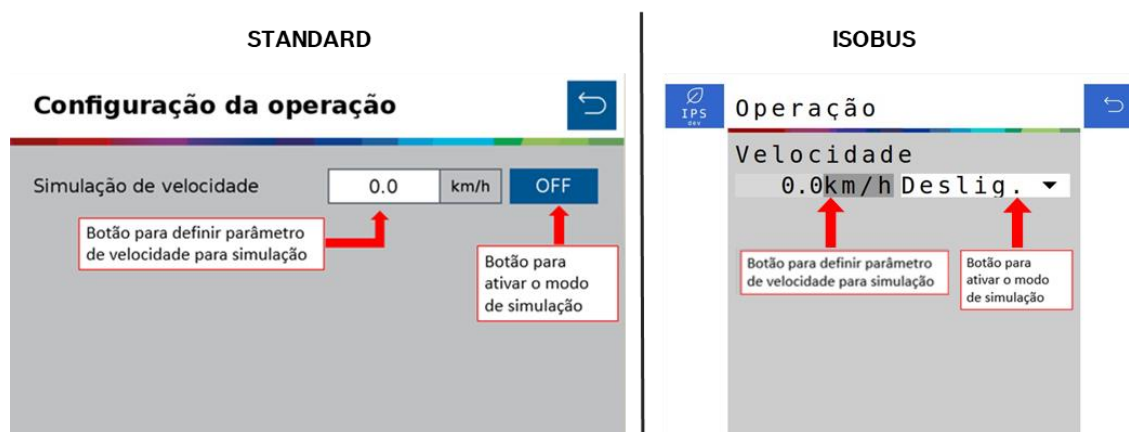 STANDARD
Configuração da operação
Simulação de velocidade
0.0
km/h
OFF
Botão para definir parâmetro
de velocidade para simulação
Botão para
ativar o modo
de simulação
ISOBUS
IPS
dev
Operação
Velocidade
0.0km/h Deslig.
Botão para definir parâmetro
de velocidade para simulação
Botão para
ativar o modo
de simulação